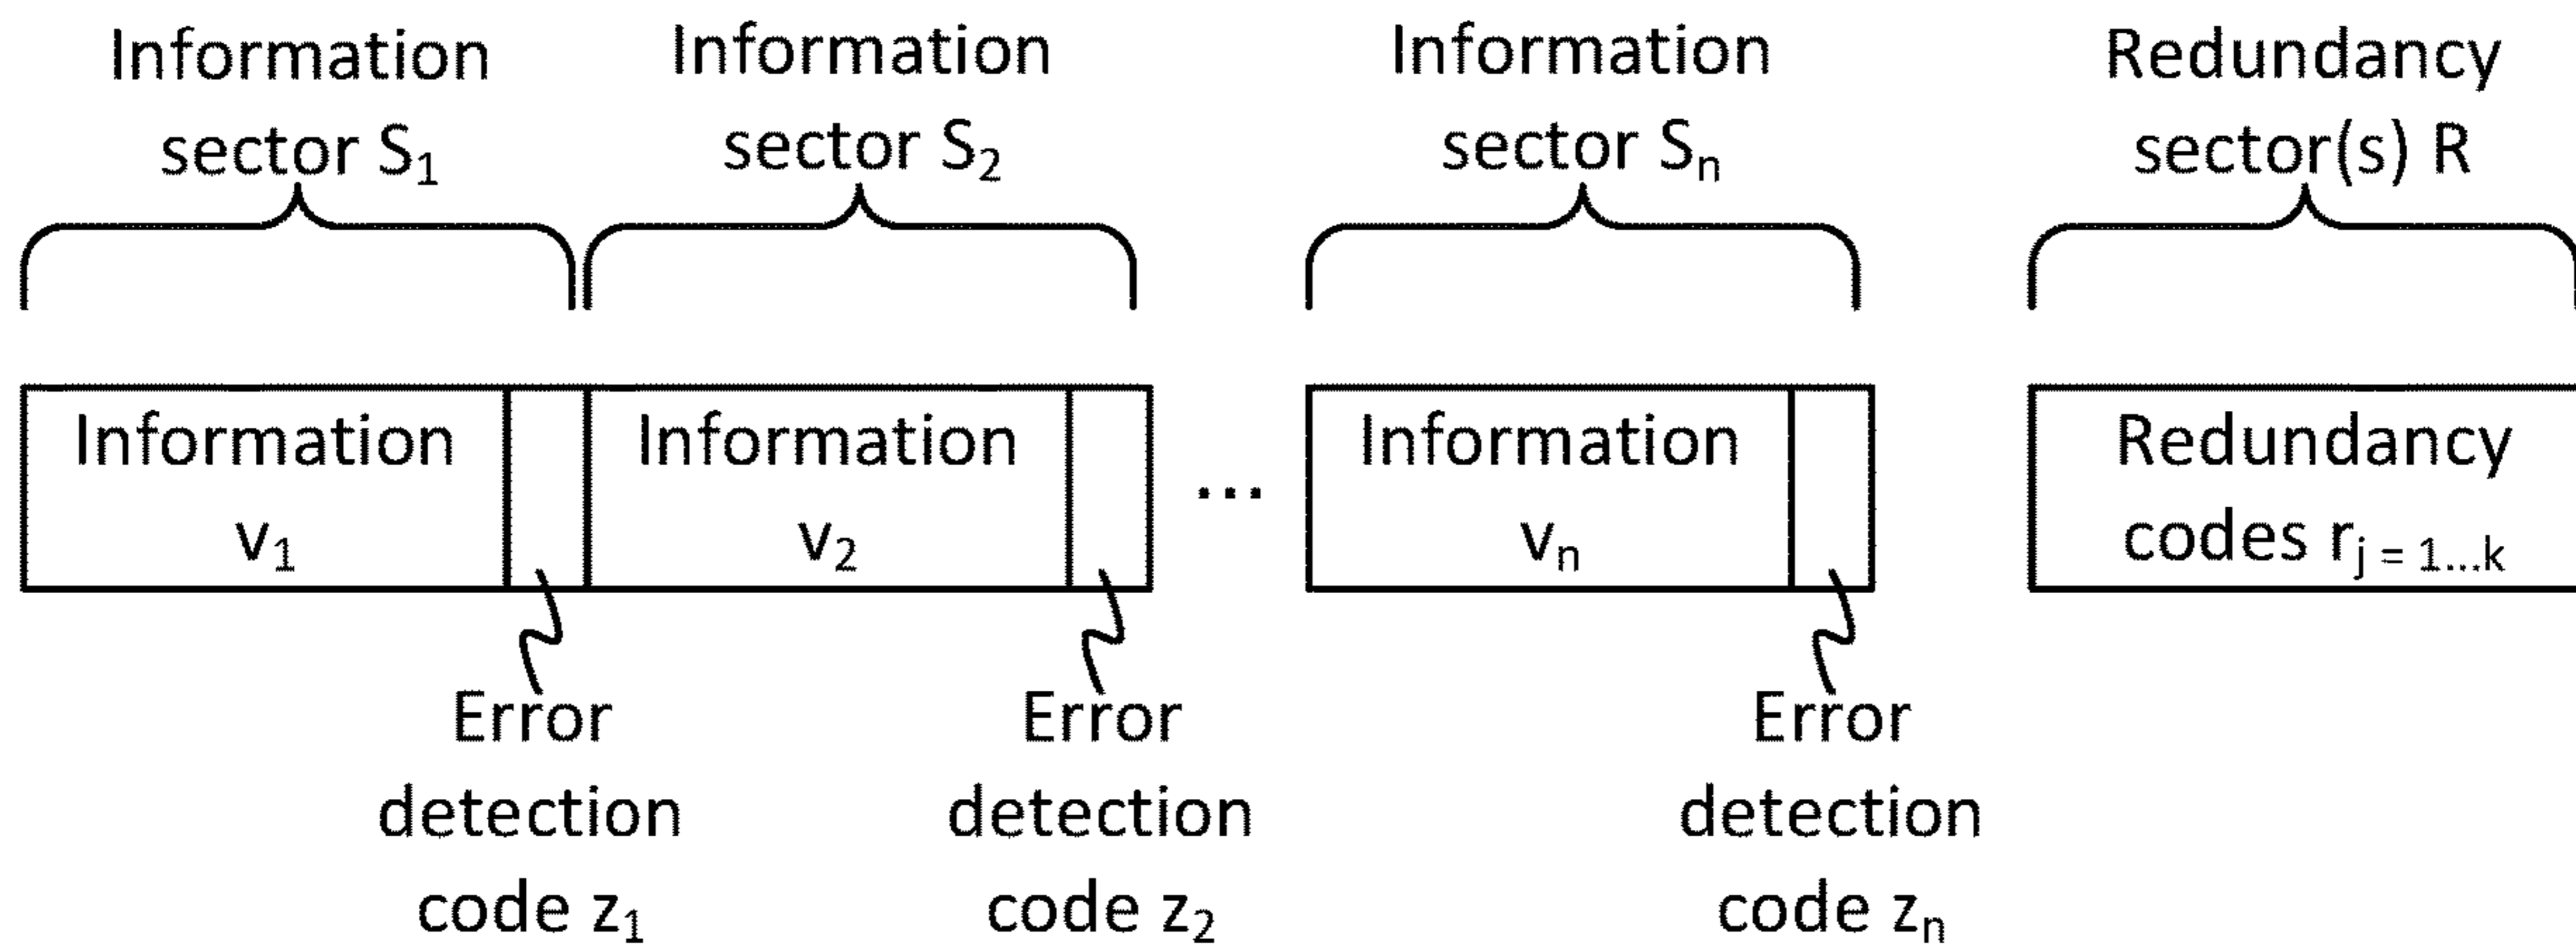 Information
sector S₁
Information
sector S₂
Information
sector Sₙ
Redundancy
sector(s) R
Information
v₁
Information
v₂
...
Information
vₙ
Redundancy
codes rⱼ ₌ ₁...k
Error
detection
code z₁
Error
detection
code z₂
Error
detection
code zₙ